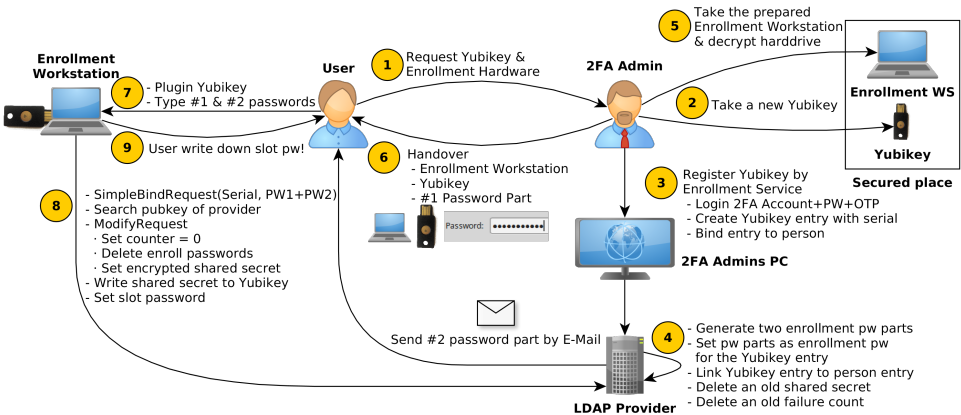 5
Take the prepared
Enrollment Workstation
& decrypt harddrive
Enrollment
Workstation
User
1
Request Yubikey &
Enrollment Hardware
2FA Admin
7
- Plugin Yubikey
- Type #1 & #2 passwords
2
Take a new Yubikey
Enrollment WS
Yubikey
Secured place
9
User write down slot pw!
6
Handover
- Enrollment Workstation
- Yubikey
- #1 Password Part
Password:
3
Register Yubikey by
Enrollment Service
- Login 2FA Account+PW+OTP
- Create Yubikey entry with serial
- Bind entry to person
2FA Admins PC
8
- SimpleBindRequest(Serial, PW1+PW2)
- Search pubkey of provider
- ModifyRequest
· Set counter = 0
· Delete enroll passwords
· Set encrypted shared secret
- Write shared secret to Yubikey
- Set slot password
Send #2 password part by E-Mail
4
- Generate two enrollment pw parts
- Set pw parts as enrollment pw
for the Yubikey entry
- Link Yubikey entry to person entry
- Delete an old shared secret
- Delete an old failure count
LDAP Provider